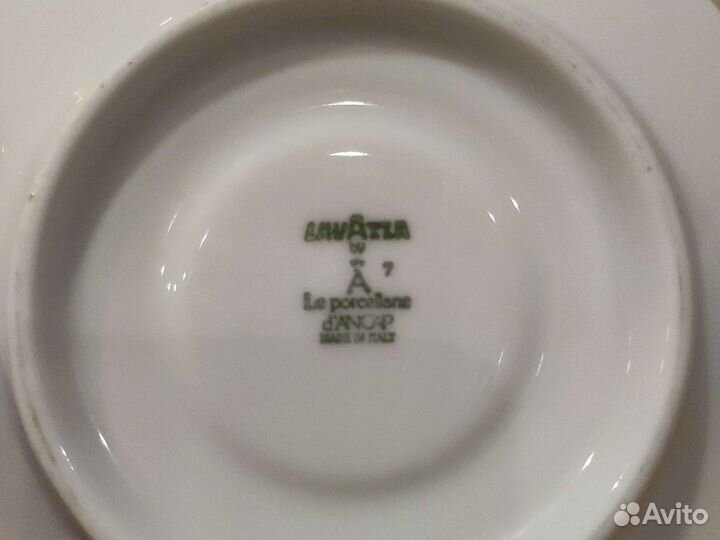 LAVAZZA
by
A 7
Le porcellane
d'ANCAP
MADE IN ITALY
Avito